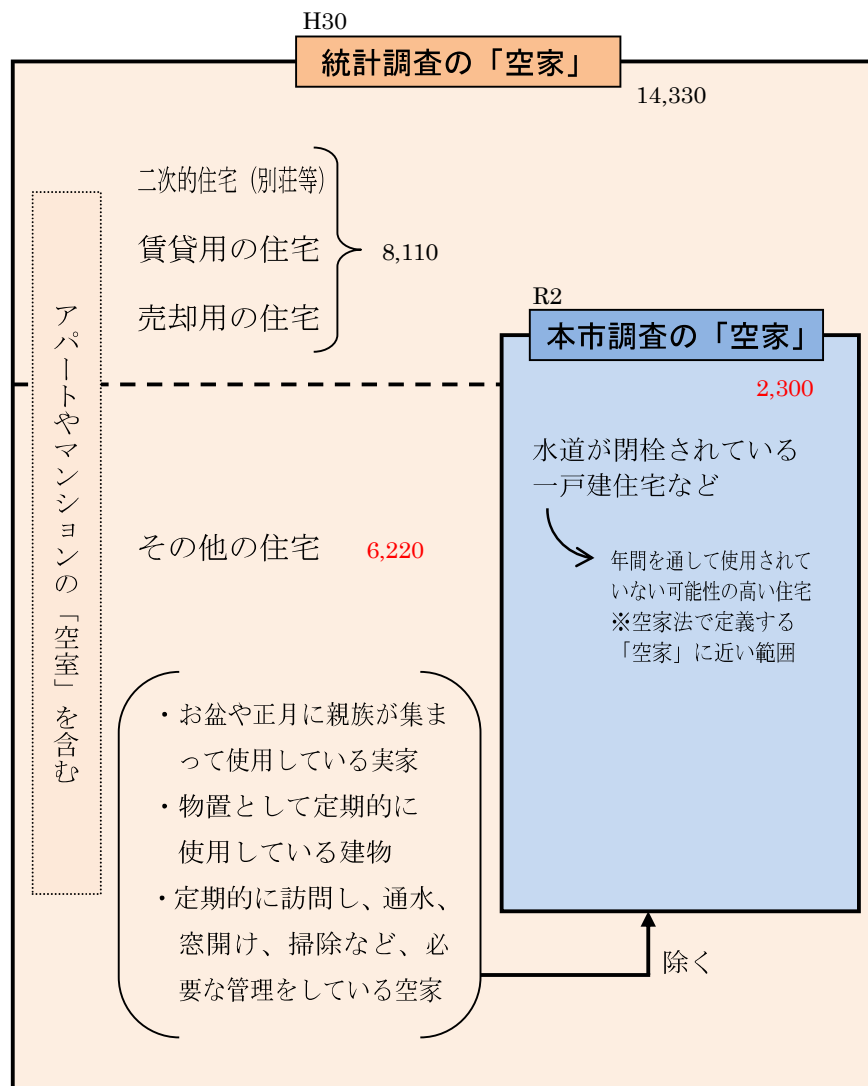 H30
統計調査の「空家」
14,330
二次的住宅（別荘等）
賃貸用の住宅
8,110
売却用の住宅
アパートやマンションの「空室」を含む
R2
本市調査の「空家」
2,300
水道が閉栓されている
一戸建住宅など
その他の住宅
6,220
年間を通して使用されて
いない可能性の高い住宅
※空家法で定義する
「空家」に近い範囲
・お盆や正月に親族が集ま
って使用している実家
・物置として定期的に
使用している建物
・定期的に訪問し、通水、
窓開け、掃除など、必
要な管理をしている空家
除く